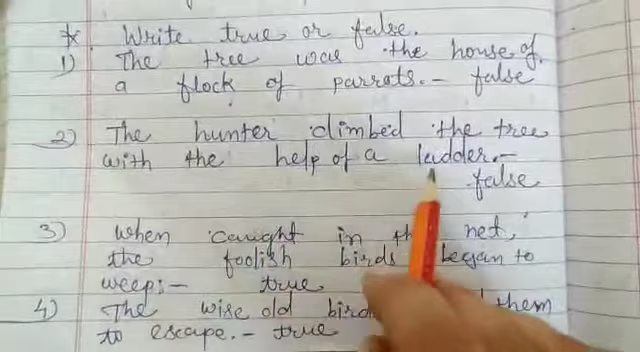 * Write true or false.
1) The tree was the house of
a flock of parrots. - false
2) The hunter climbed the tree
with the help of a ladder. -
false
3) when caught in the net,
the foolish birds began to
weep:- true
4) The wise old bird them
to escape. - true